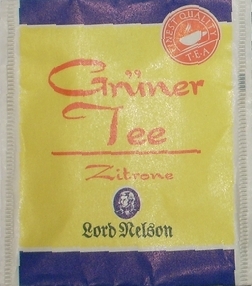 FINEST QUALITY
TEA
Grüner
Tee
Zitrone
Lord Nelson